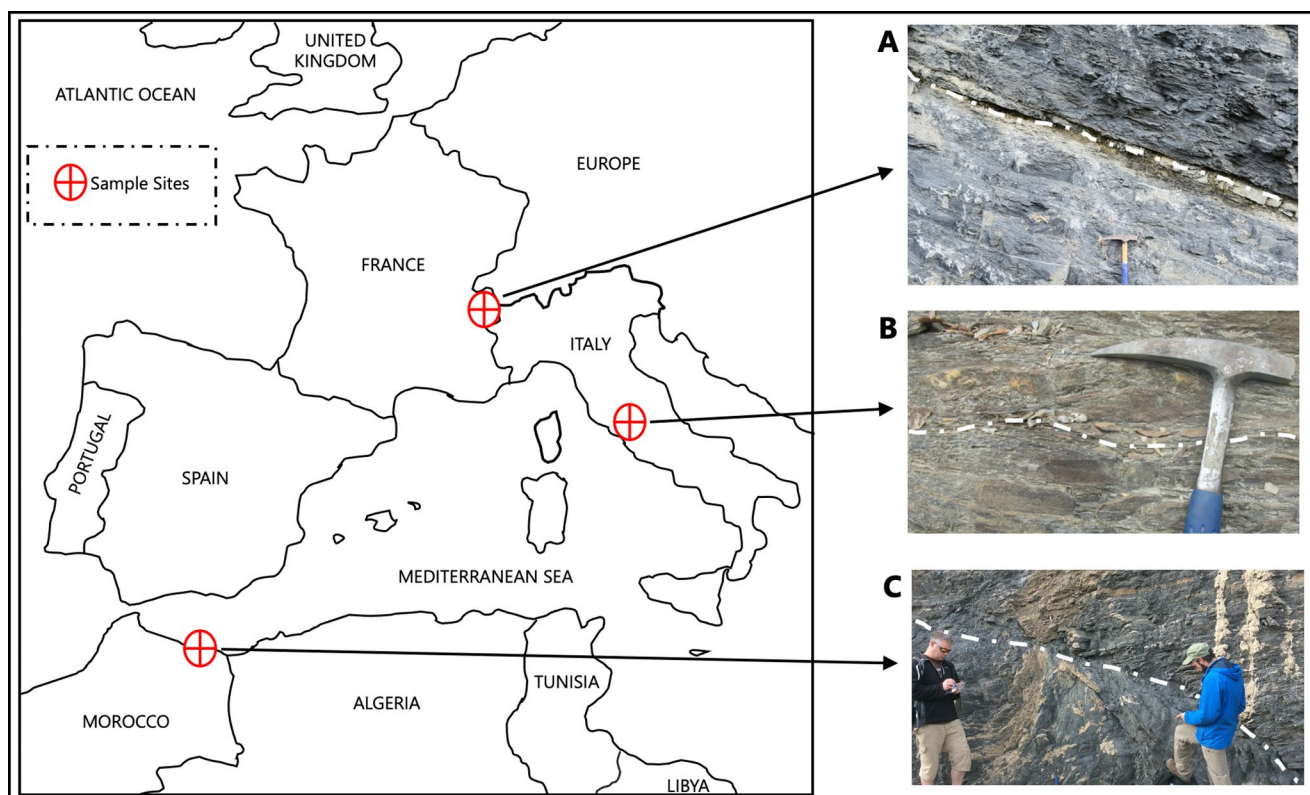 UNITED
KINGDOM
ATLANTIC OCEAN
Sample Sites
EUROPE
FRANCE
ITALY
PORTUGAL
SPAIN
MEDITERRANEAN SEA
MOROCCO
ALGERIA
TUNISIA
LIBYA
A
B
C